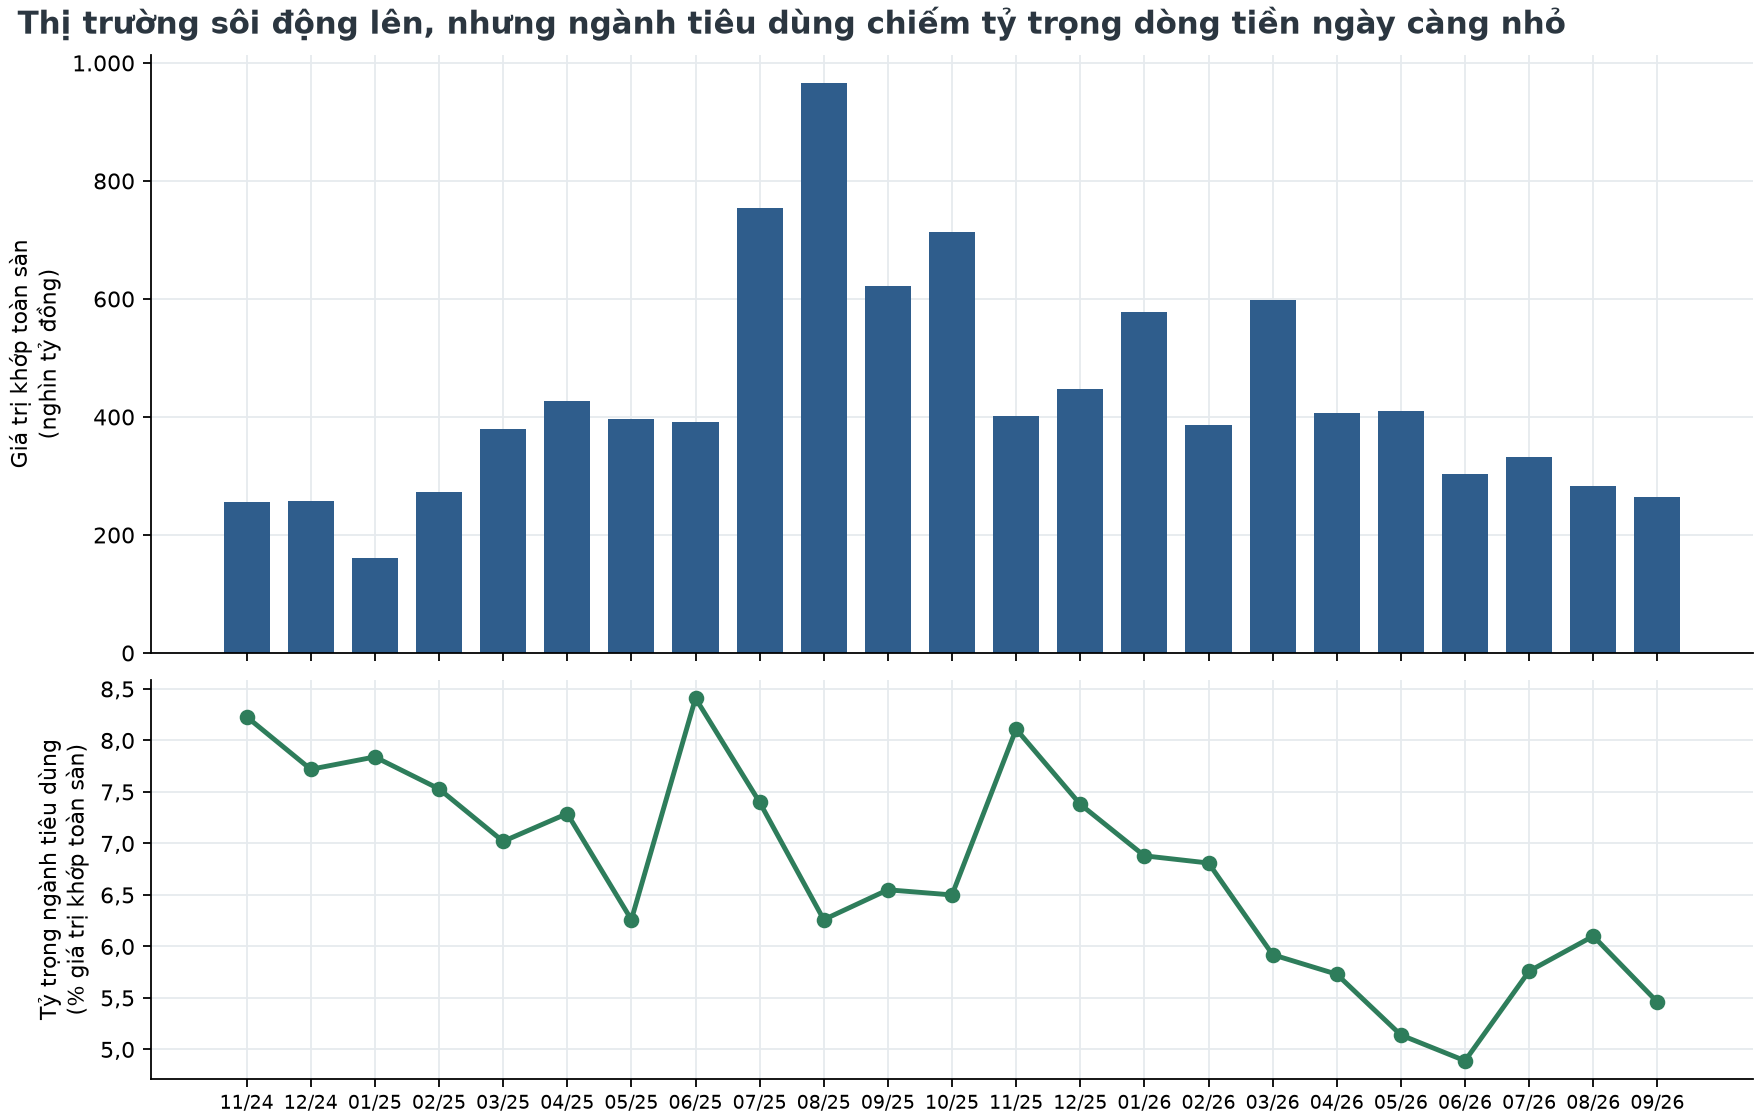 Thị trường sôi động lên, nhưng ngành tiêu dùng chiếm tỷ trọng dòng tiền ngày càng nhỏ
Giá trị khớp toàn sàn
(nghìn tỷ đồng)
1.000
800
600
400
200
0
Tỷ trọng ngành tiêu dùng
(% giá trị khớp toàn sàn)
8,5
8,0
7,5
7,0
6,5
6,0
5,5
5,0
11/24 12/24 01/25 02/25 03/25 04/25 05/25 06/25 07/25 08/25 09/25 10/25 11/25 12/25 01/26 02/26 03/26 04/26 05/26 06/26 07/26 08/26 09/26